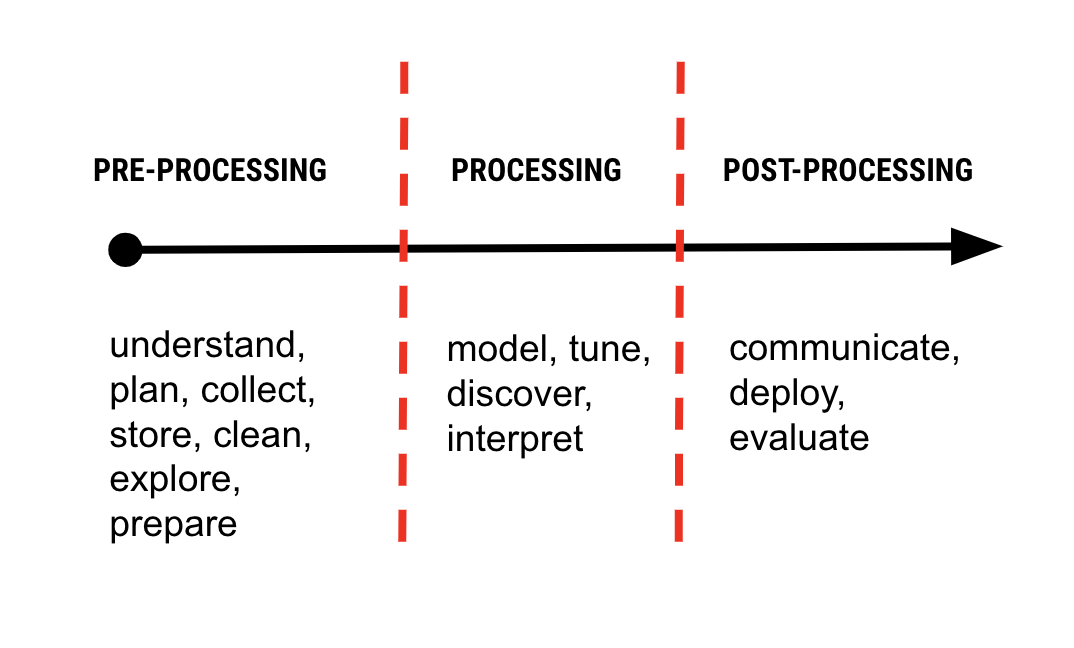 PRE-PROCESSING
PROCESSING
POST-PROCESSING
understand,
plan, collect,
store, clean,
explore,
prepare
model, tune,
discover,
interpret
communicate,
deploy,
evaluate